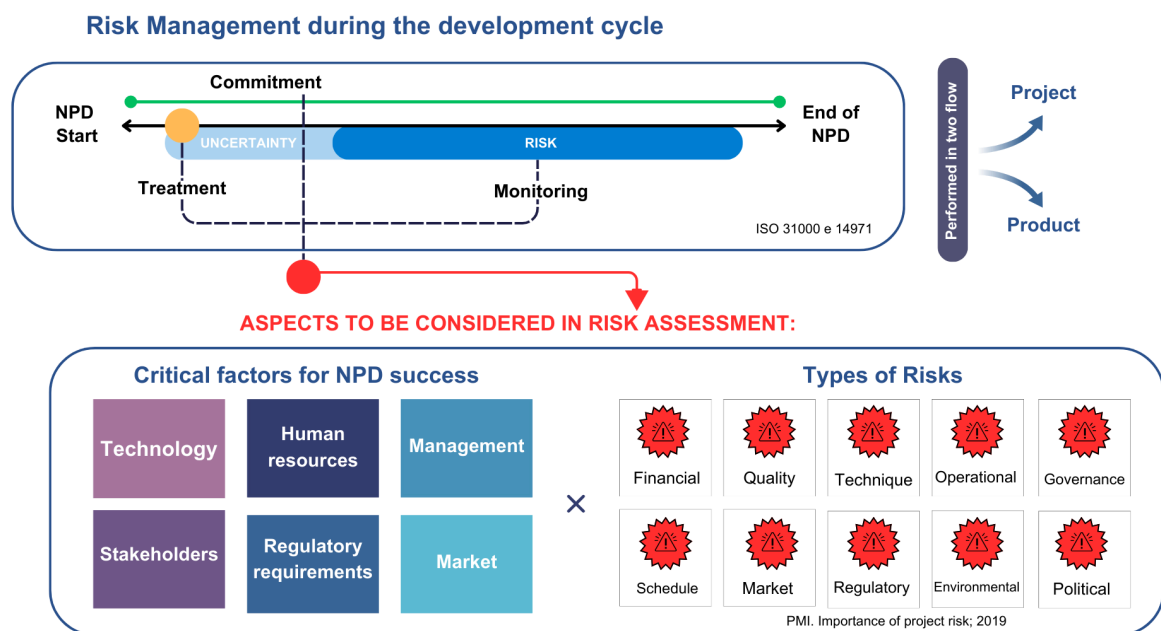 Risk Management during the development cycle
Commitment
NPD
Start
End of
NPD
UNCERTAINTY
RISK
Treatment
Monitoring
ISO 31000 e 14971
Performed in two flow
Project
Product
ASPECTS TO BE CONSIDERED IN RISK ASSESSMENT:
Critical factors for NPD success
Technology
Human
resources
Management
Stakeholders
Regulatory
requirements
Market
×
Types of Risks
Financial
Quality
Technique
Operational
Governance
Schedule
Market
Regulatory
Environmental
Political
PMI. Importance of project risk; 2019